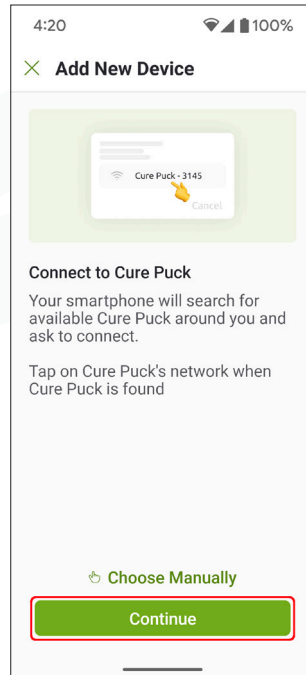 4:20
100%
Add New Device
Cure Puck - 3145
Cancel
Connect to Cure Puck
Your smartphone will search for
available Cure Puck around you and
ask to connect.
Tap on Cure Puck's network when
Cure Puck is found
Choose Manually
Continue